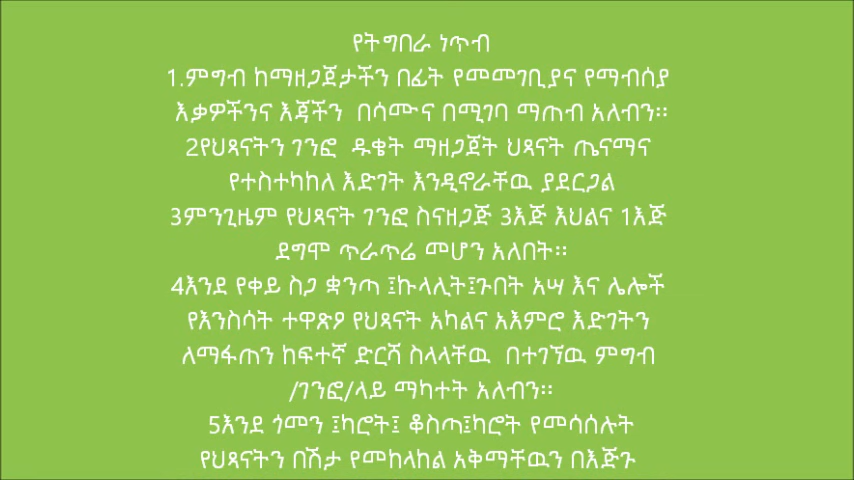 የትግበራ ነጥብ
1.ምግብ ከማዘጋጀታችን በፊት የመመገቢያና የማብሰያ
እቃዎችንና እጃችን በሳሙና በሚገባ ማጠብ አለብን፡፡
2የህጻናትን ገንፎ ዱቄት ማዘጋጀት ህጻናት ጤናማና
የተስተካከለ እድገት እንዲኖራቸዉ ያደርጋል
3ምንጊዜም የህጻናት ገንፎ ስናዘጋጅ 3እጅ እህልና 1እጅ
ደግሞ ጥራጥሬ መሆን አለበት፡፡
4እንደ የቀይ ስጋ ቋንጣ ፤ኩላሊት፤ጉበት አሣ እና ሌሎች
የእንስሳት ተዋጽዖ የህጻናት አካልና አእምሮ እድገትን
ለማፋጠን ከፍተኛ ድርሻ ስላላቸዉ በተገኘዉ ምግብ
/ገንፎ/ላይ ማካተት አለብን፡፡
5እንደ ጎመን ፤ካሮት፤ ቆስጣ፤ካሮት የመሳሰሉት
የህጻናትን በሽታ የመከላከል አቅማቸዉን በእጅጉ